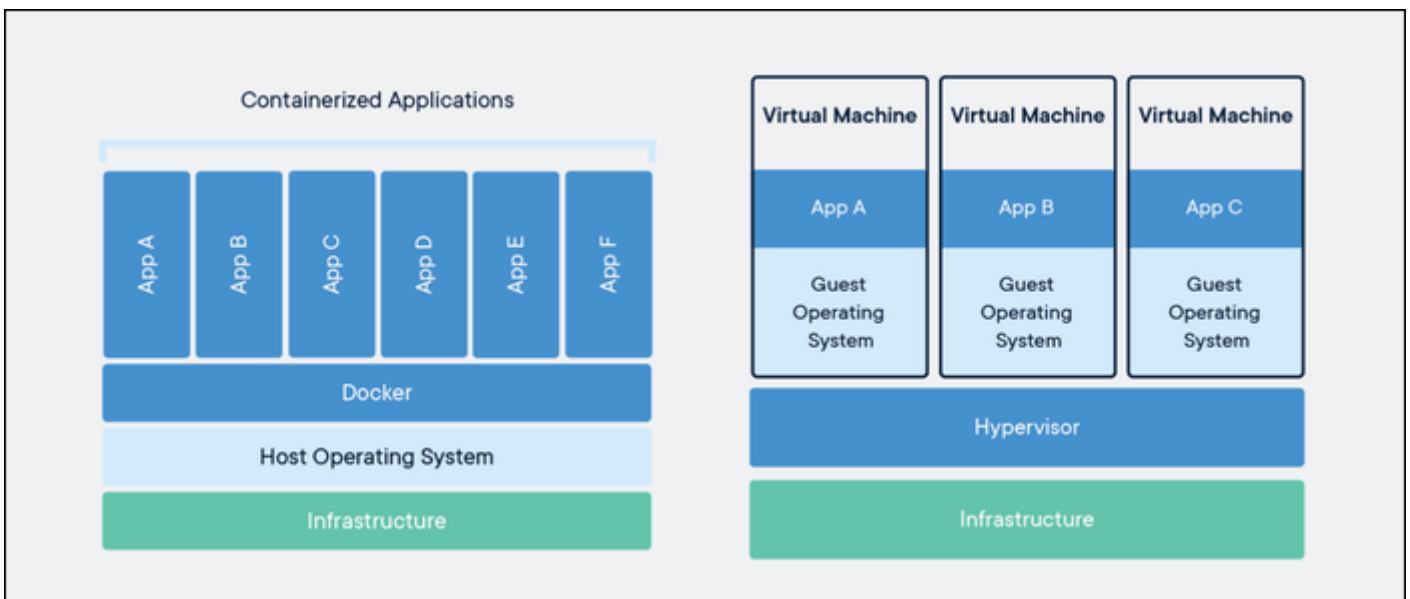 Containerized Applications
App A
App B
App C
App D
App E
App F
Docker
Host Operating System
Infrastructure
Virtual Machine
App A
Guest
Operating
System
Virtual Machine
App B
Guest
Operating
System
Virtual Machine
App C
Guest
Operating
System
Hypervisor
Infrastructure